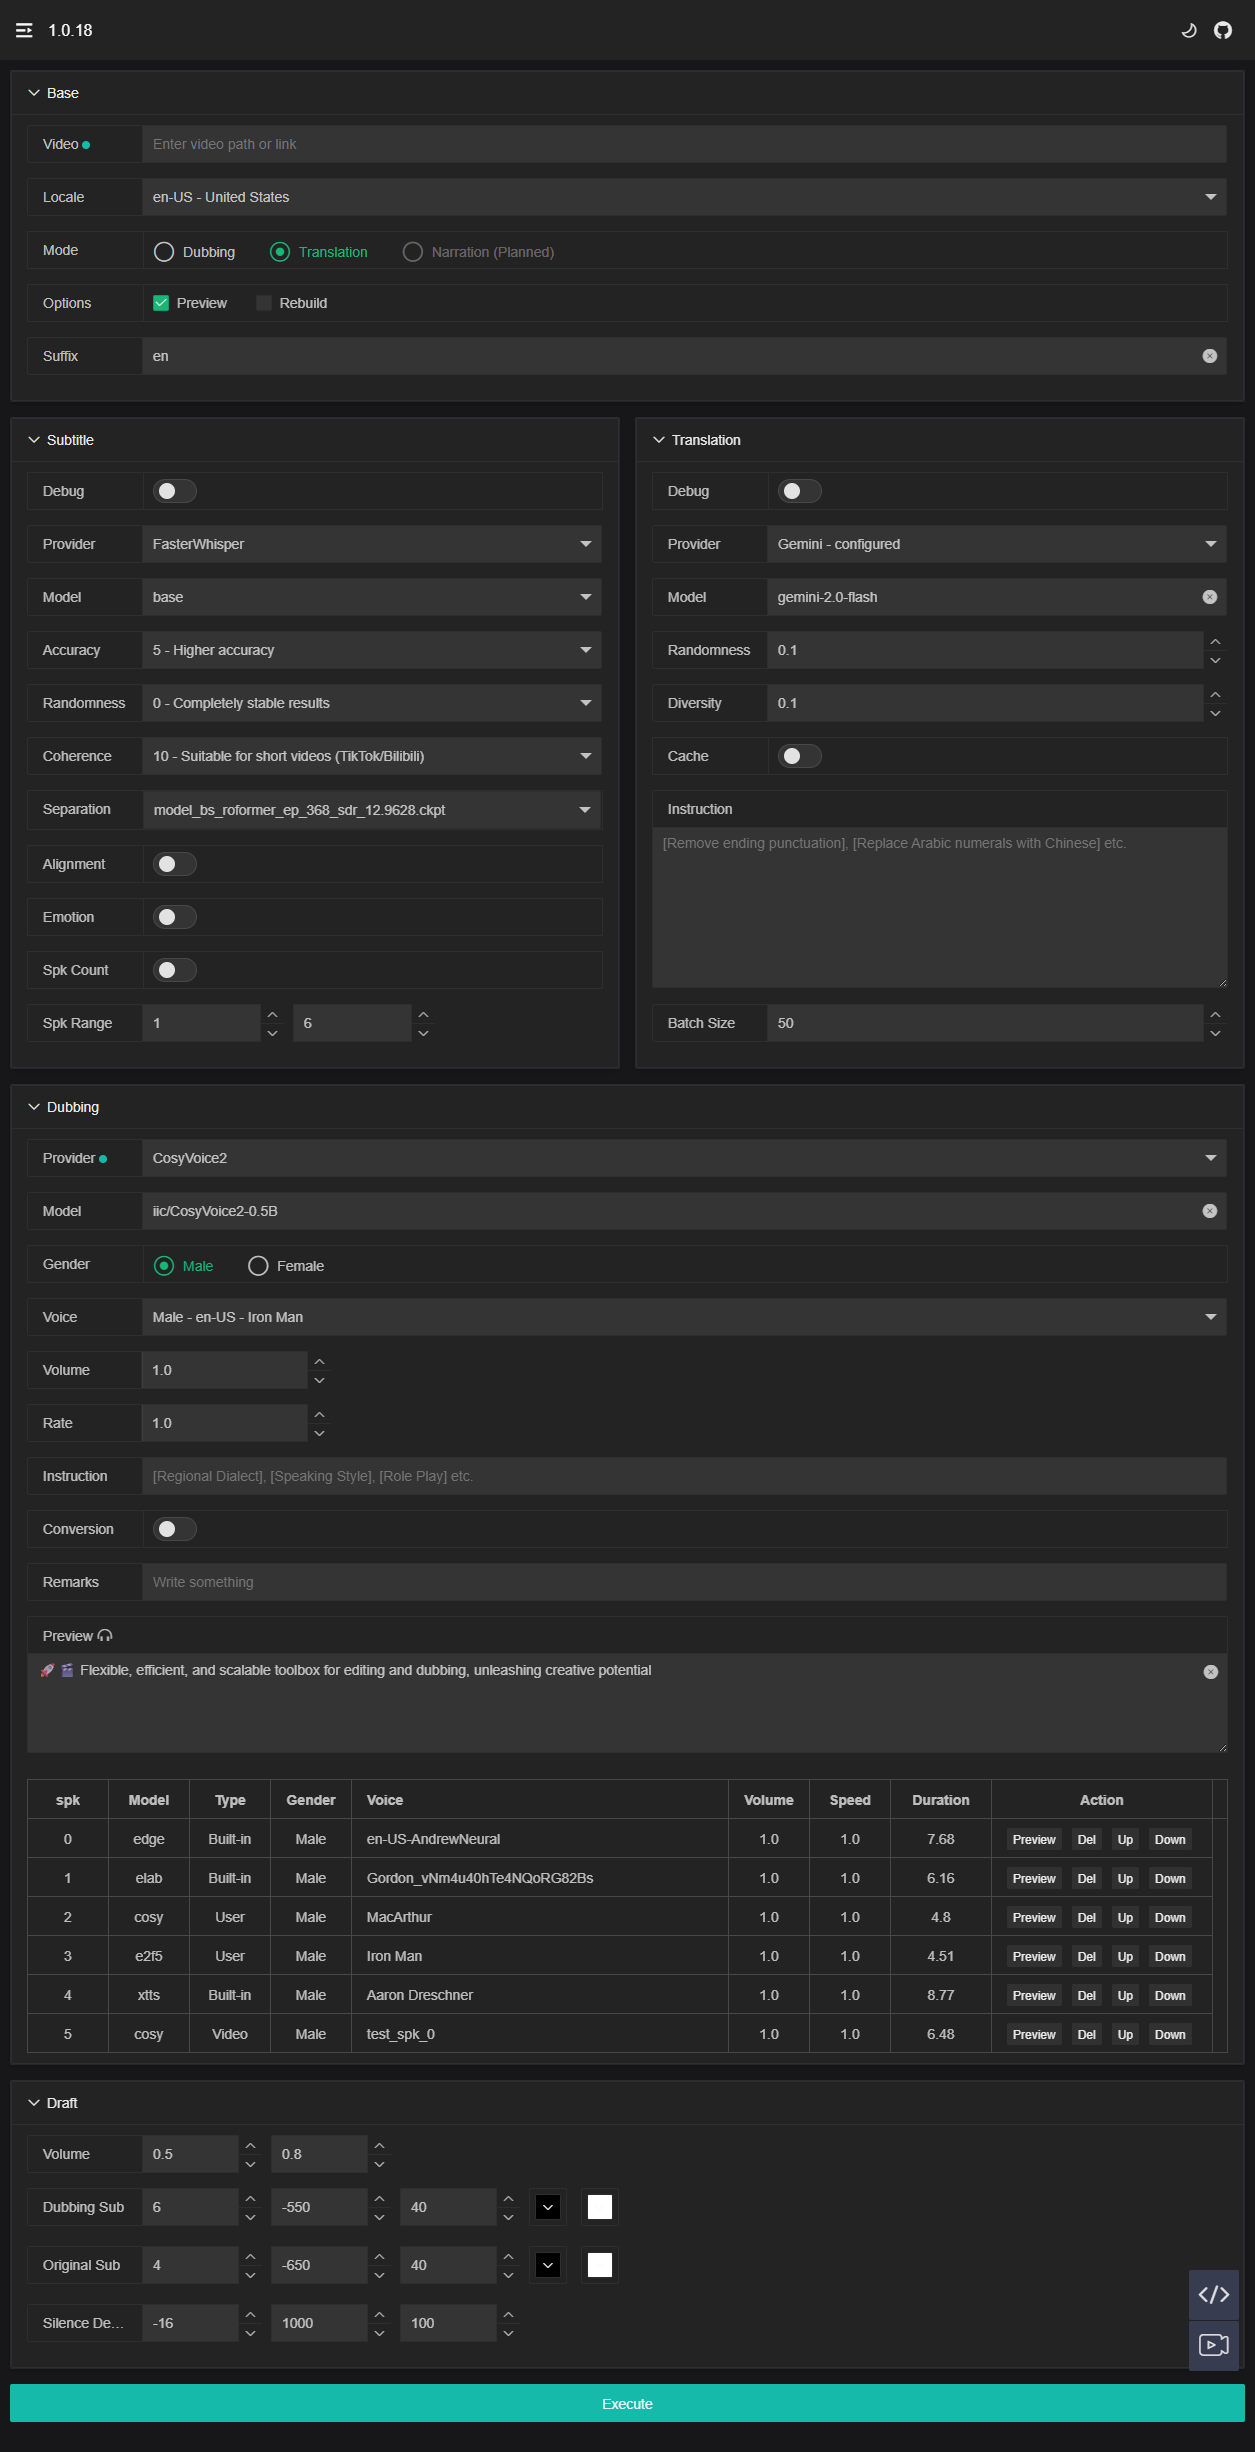 1.0.18
Base
Video
Enter video path or link
Locale
en-US - United States
Mode
Dubbing Translation Narration (Planned)
Options
Preview Rebuild
Suffix
en
Subtitle
Debug
Provider
FasterWhisper
Model
base
Accuracy
5 - Higher accuracy
Randomness
0 - Completely stable results
Coherence
10 - Suitable for short videos (TikTok/Bilibili)
Separation
model_bs_roformer_ep_368_sdr_12.9628.ckpt
Alignment
Emotion
Spk Count
Spk Range
1 6
Translation
Debug
Provider
Gemini - configured
Model
gemini-2.0-flash
Randomness
0.1
Diversity
0.1
Cache
Instruction
[Remove ending punctuation], [Replace Arabic numerals with Chinese] etc.
Batch Size
50
Dubbing
Provider
CosyVoice2
Model
iic/CosyVoice2-0.5B
Gender
Male Female
Voice
Male - en-US - Iron Man
Volume
1.0
Rate
1.0
Instruction
[Regional Dialect], [Speaking Style], [Role Play] etc.
Conversion
Remarks
Write something
Preview
🚀 🎬 Flexible, efficient, and scalable toolbox for editing and dubbing, unleashing creative potential
spk Model Type Gender Voice Volume Speed Duration Action
0 edge Built-in Male en-US-AndrewNeural 1.0 1.0 7.68 Preview Del Up Down
1 elab Built-in Male Gordon_vNm4u40hTe4NQoRG82Bs 1.0 1.0 6.16 Preview Del Up Down
2 cosy User Male MacArthur 1.0 1.0 4.8 Preview Del Up Down
3 e2f5 User Male Iron Man 1.0 1.0 4.51 Preview Del Up Down
4 xtts Built-in Male Aaron Dreschner 1.0 1.0 8.77 Preview Del Up Down
5 cosy Video Male test_spk_0 1.0 1.0 6.48 Preview Del Up Down
Draft
Volume
0.5 0.8
Dubbing Sub
6 -550 40
Original Sub
4 -650 40
Silence De...
-16 1000 100
Execute